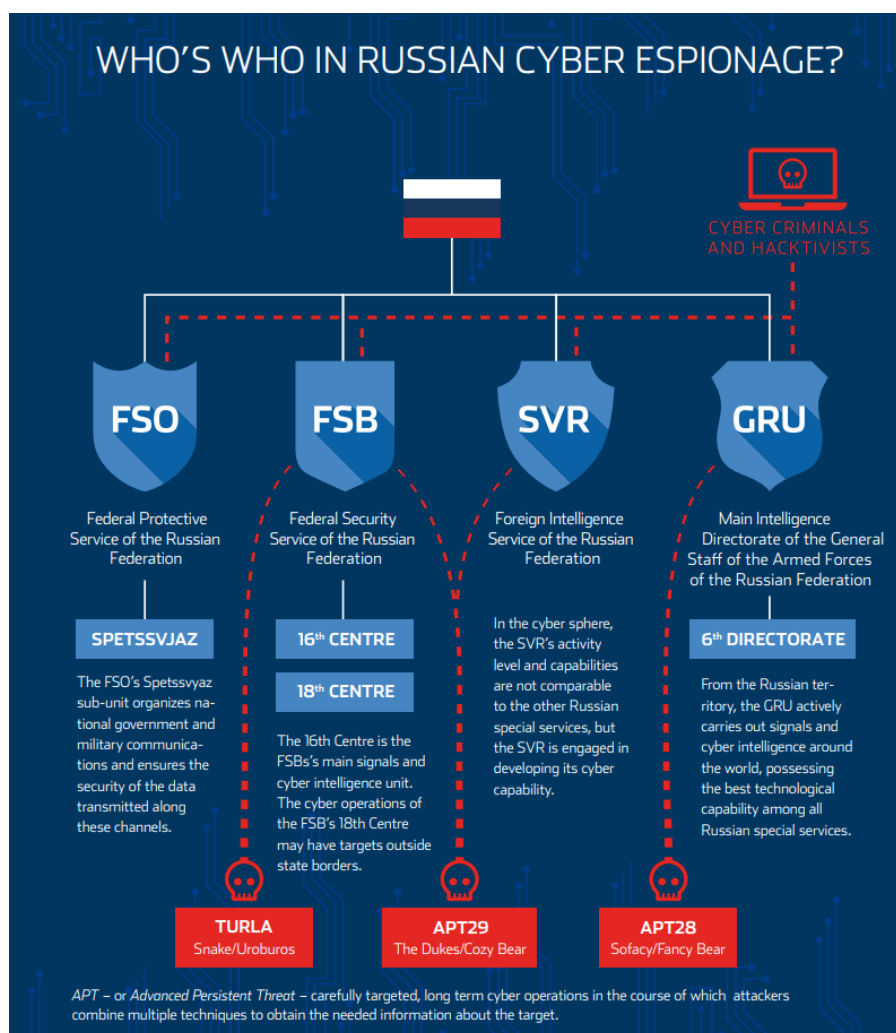 WHO'S WHO IN RUSSIAN CYBER ESPIONAGE?
CYBER CRIMINALS
AND HACKTIVISTS
FSO
FSB
SVR
GRU
Federal Protective
Service of the Russian
Federation
Federal Security
Service of the Russian
Federation
Foreign Intelligence
Service of the Russian
Federation
Main Intelligence
Directorate of the General
Staff of the Armed Forces
of the Russian Federation
SPETSSVJAZ
The FSO's Spetssvyaz
sub-unit organizes na-
tional government and
military communica-
tions and ensures the
security of the data
transmitted along
these channels.
16th CENTRE
18th CENTRE
The 16th Centre is the
FSBs's main signals and
cyber intelligence unit.
The cyber operations of
the FSB's 18th Centre
may have targets outside
state borders.
In the cyber sphere,
the SVR's activity
level and capabilities
are not comparable
to the other Russian
special services, but
the SVR is engaged in
developing its cyber
capability.
6th DIRECTORATE
From the Russian ter-
ritory, the GRU actively
carries out signals and
cyber intelligence around
the world, possessing
the best technological
capability among all
Russian special services.
TURLA
Snake/Uroburos
APT29
The Dukes/Cozy Bear
APT28
Sofacy/Fancy Bear
APT – or Advanced Persistent Threat – carefully targeted, long term cyber operations in the course of which attackers
combine multiple techniques to obtain the needed information about the target.